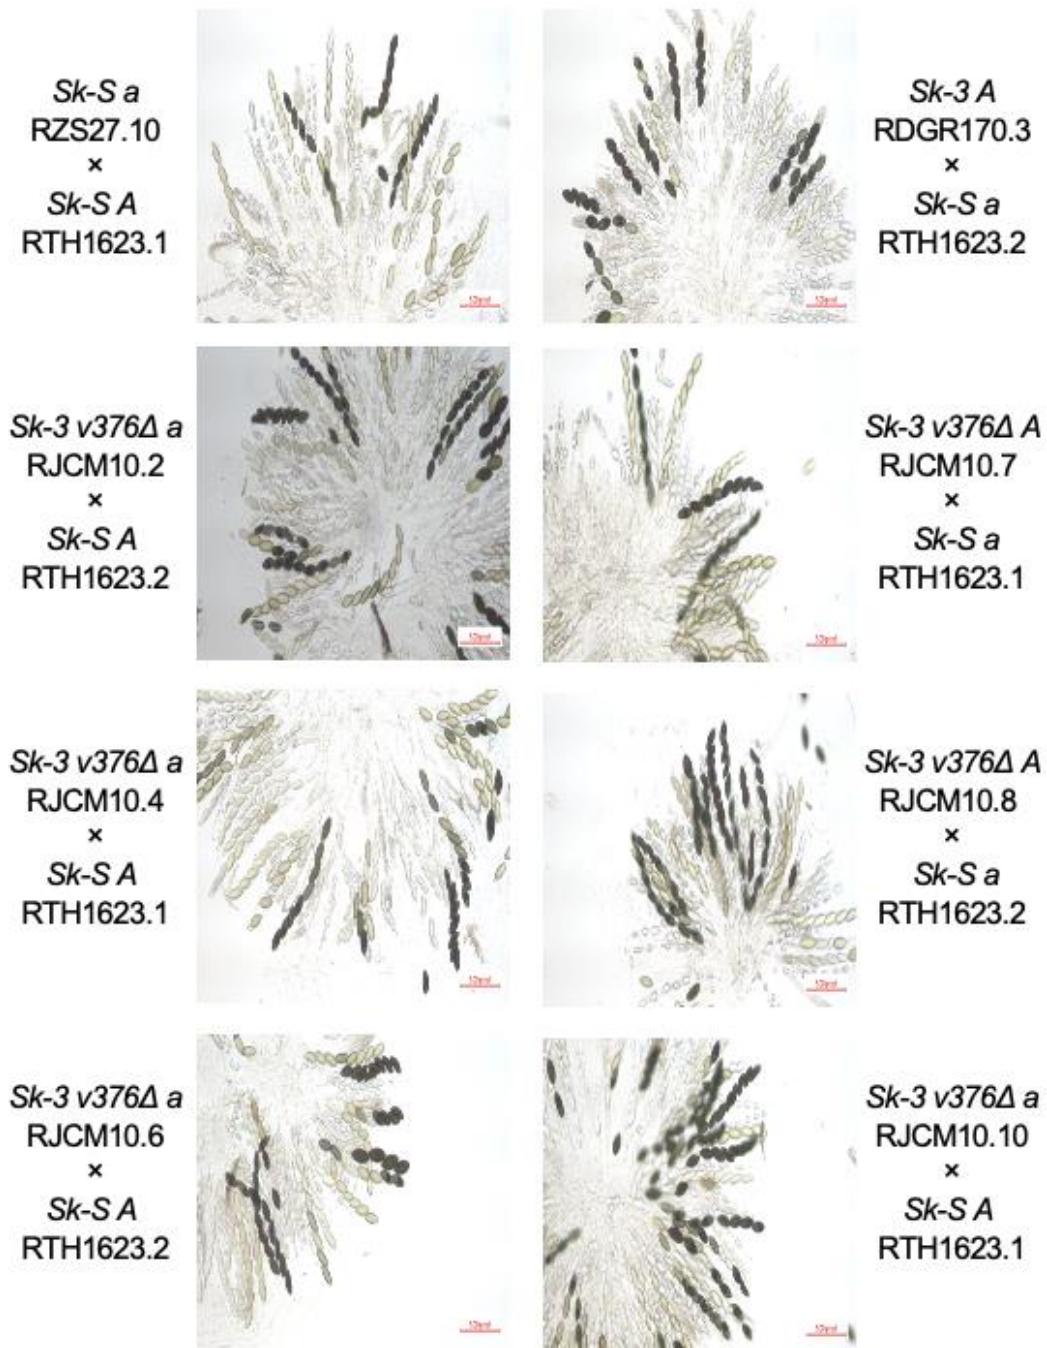 Sk-S a
RZS27.10
×
Sk-S A
RTH1623.1
Sk-3 A
RDGR170.3
×
Sk-S a
RTH1623.2
Sk-3 v376Δ a
RJCM10.2
×
Sk-S A
RTH1623.2
Sk-3 v376Δ A
RJCM10.7
×
Sk-S a
RTH1623.1
Sk-3 v376Δ a
RJCM10.4
×
Sk-S A
RTH1623.1
Sk-3 v376Δ A
RJCM10.8
×
Sk-S a
RTH1623.2
Sk-3 v376Δ a
RJCM10.6
×
Sk-S A
RTH1623.2
Sk-3 v376Δ a
RJCM10.10
×
Sk-S A
RTH1623.1